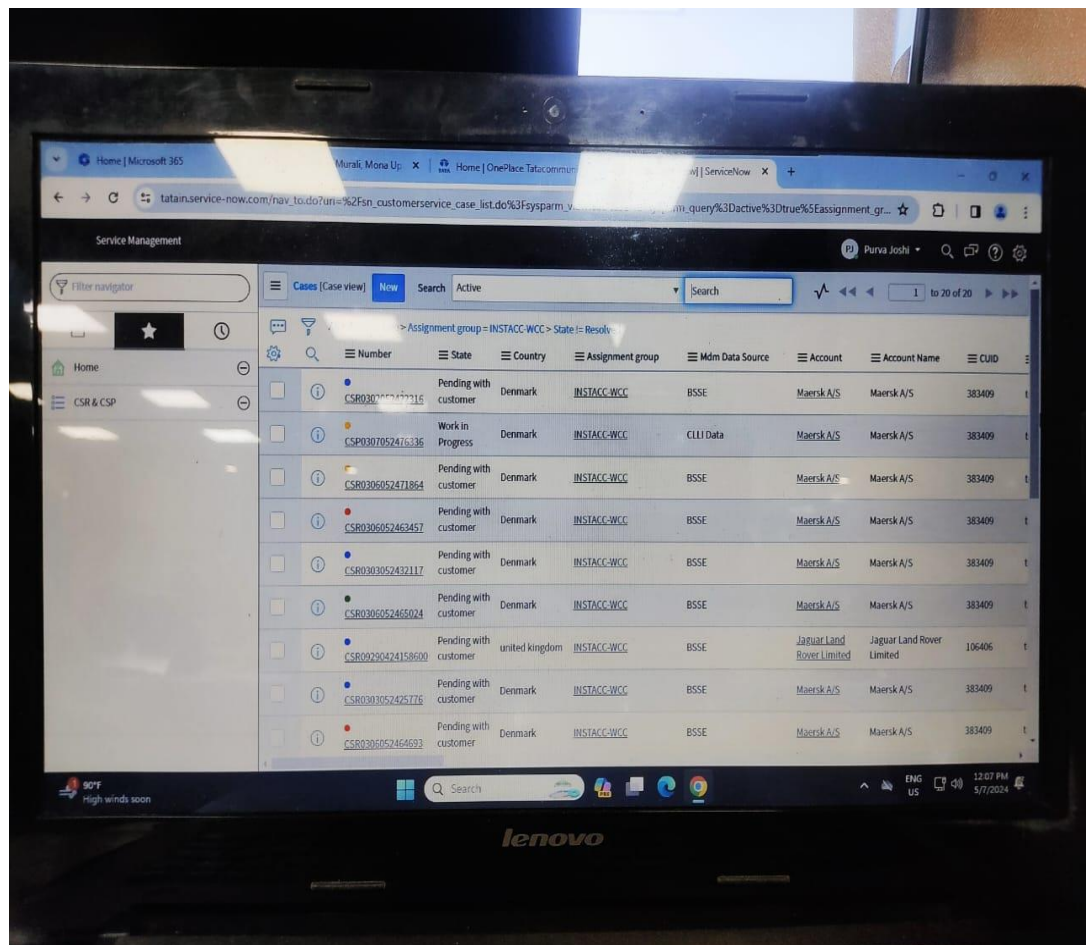 Home | Microsoft 365
Murali, Mona Up
TATA
Home | OnePlace Tatacommun
| ServiceNow
tatain.service-now.com/nav_to.do?uri=%2Fsn_customerservice_case_list.do%3Fsysparm_
_query%3Dactive%3Dtrue%5Eassignment_gr...
Service Management
PJ Purva Joshi
Filter navigator
Home
CSR & CSP
Cases [Case view] New Search Active Search 1 to 20 of 20
> Assignment group = INSTACC-WCC > State != Resolv
Number State Country Assignment group Mdm Data Source Account Account Name CUID
Pending with customer Denmark INSTACC-WCC BSSE Maersk A/S Maersk A/S 383409
CSP0307052476336 Work in Progress Denmark INSTACC-WCC CLLI Data Maersk A/S Maersk A/S 383409
CSR0306052471864 Pending with customer Denmark INSTACC-WCC BSSE Maersk A/S Maersk A/S 383409
CSR0306052463457 Pending with customer Denmark INSTACC-WCC BSSE Maersk A/S Maersk A/S 383409
CSR0303052432117 Pending with customer Denmark INSTACC-WCC BSSE Maersk A/S Maersk A/S 383409
CSR0306052465024 Pending with customer Denmark INSTACC-WCC BSSE Maersk A/S Maersk A/S 383409
CSR09290424158600 Pending with customer united kingdom INSTACC-WCC BSSE Jaguar Land Rover Limited Jaguar Land Rover Limited 106406
CSR0303052425776 Pending with customer Denmark INSTACC-WCC BSSE Maersk A/S Maersk A/S 383409
CSR0306052464693 Pending with customer Denmark INSTACC-WCC BSSE Maersk A/S Maersk A/S 383409
90°F
High winds soon
Search
PRE
ENG
US
12:07 PM
5/7/2024
lenovo